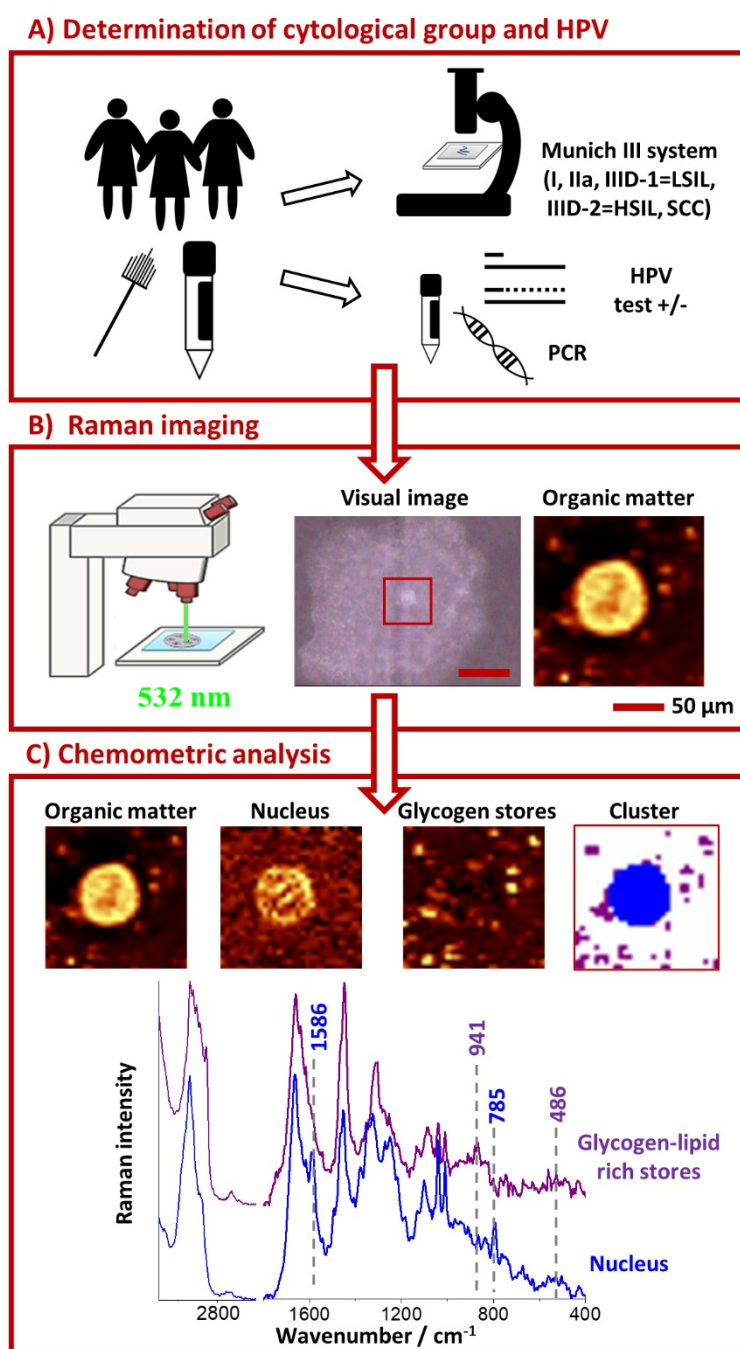 A) Determination of cytological group and HPV
Munich III system
(I, IIa, IIID-1=LSIL,
IIID-2=HSIL, SCC)
HPV
test +/-
PCR
B) Raman imaging
Visual image
Organic matter
532 nm
50 µm
C) Chemometric analysis
Organic matter
Nucleus
Glycogen stores
Cluster
Raman intensity
1586
941
785
486
Glycogen-lipid
rich stores
Nucleus
2800
1600
1200
800
400
Wavenumber / cm⁻¹